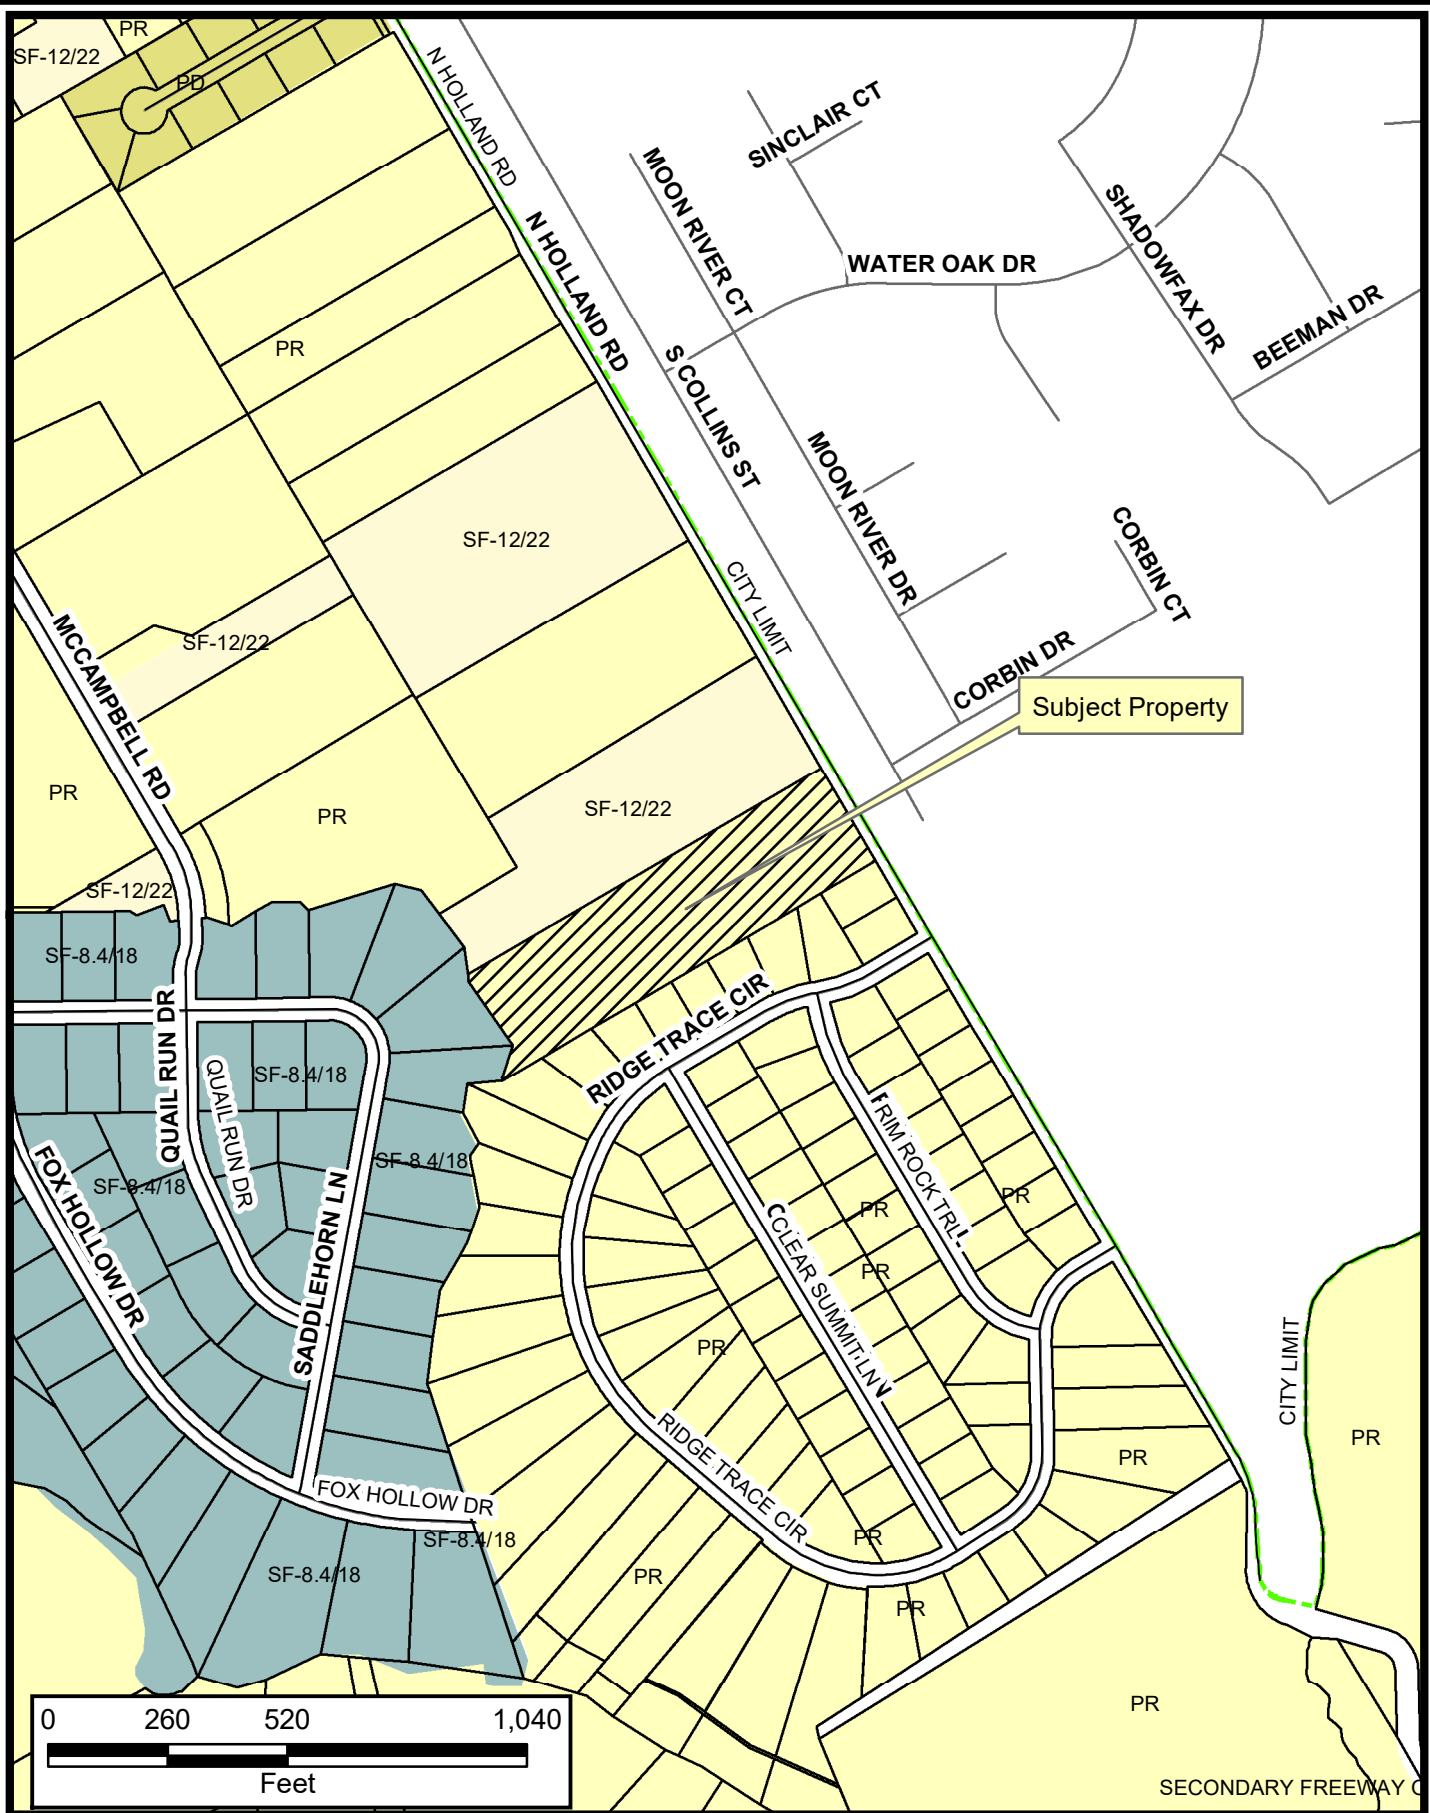 PR
SF-12/22
PD
N HOLLAND RD
SINCLAIR CT
MOON RIVER CT
N HOLLAND RD
SHADOWFAX DR
WATER OAK DR
BEEMAN DR
PR
S COLLINS ST
MOON RIVER DR
SF-12/22
CORBIN CT
CITY LIMIT
MCCAMPBELL RD
SF-12/22
CORBIN DR
Subject Property
PR
PR
SF-12/22
SF-12/22
SF-8.4/18
QUAIL RUN DR
RIDGE TRACE CIR
SF-8.4/18
QUAIL RUN DR
RIM ROCK TRL
FOX HOLLOW DR
SF-8.4/18
SF-8.4/18
SADDLEHORN LN
PR
PR
CLEAR SUMMIT LN
PR
PR
CITY LIMIT
RIDGE TRACE CIR
PR
PR
FOX HOLLOW DR
SF-8.4/18
PR
SF-8.4/18
PR
PR
PR
0 260 520 1,040
Feet
SECONDARY FREEWAY